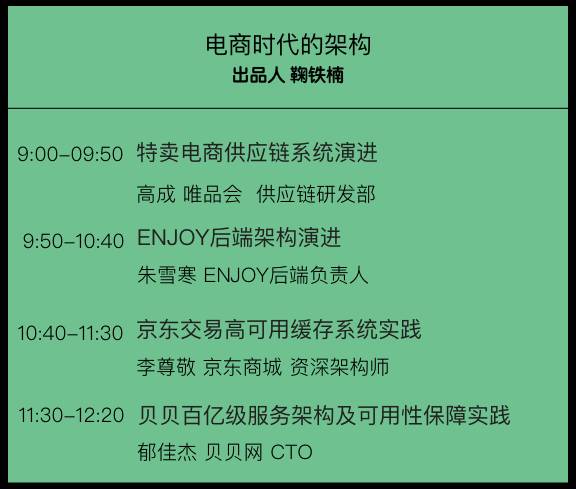 电商时代的架构
出品人 鞠铁楠
9:00-09:50 特卖电商供应链系统演进
高成 唯品会 供应链研发部
9:50-10:40 ENJOY后端架构演进
朱雪寒 ENJOY后端负责人
10:40-11:30 京东交易高可用缓存系统实践
李尊敬 京东商城 资深架构师
11:30-12:20 贝贝百亿级服务架构及可用性保障实践
郁佳杰 贝贝网 CTO